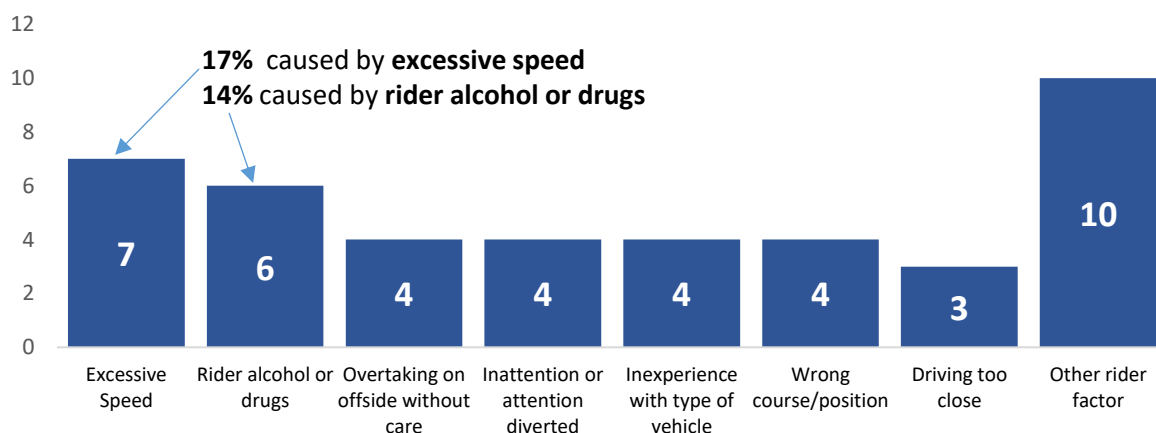 12
17% caused by excessive speed
10
14% caused by rider alcohol or drugs
8
6
4
2
0
7
6
4
4
4
4
3
10
Excessive
Speed
Rider alcohol or
drugs
Overtaking on
offside without
care
Inattention or
attention
diverted
Inexperience
with type of
vehicle
Wrong
course/position
Driving too
close
Other rider
factor